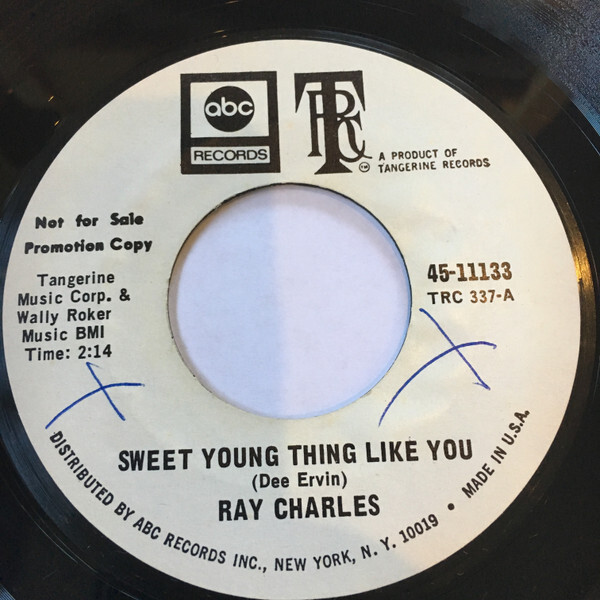 abc
RECORDS
TRC
™
A PRODUCT OF
TANGERINE RECORDS
Not for Sale
Promotion Copy
Tangerine
Music Corp. &
Wally Roker
Music BMI
Time: 2:14
45-11133
TRC 337-A
SWEET YOUNG THING LIKE YOU
(Dee Ervin)
RAY CHARLES
DISTRIBUTED BY ABC RECORDS INC., NEW YORK, N. Y. 10019 • MADE IN U.S.A.